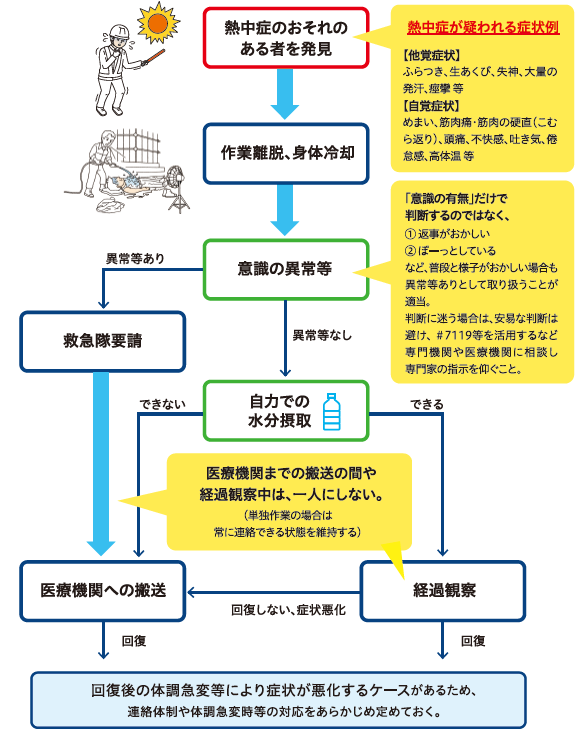 熱中症のおそれの
ある者を発見
熱中症が疑われる症状例
【他覚症状】
ふらつき、生あくび、失神、大量の
発汗、痙攣 等
【自覚症状】
めまい、筋肉痛・筋肉の硬直（こむ
ら返り）、頭痛、不快感、吐き気、倦
怠感、高体温 等
作業離脱、身体冷却
「意識の有無」だけで
判断するのではなく、
①返事がおかしい
②ぼーっとしている
など、普段と様子がおかしい場合も
異常等ありとして取り扱うことが
適当。
判断に迷う場合は、安易な判断は
避け、#7119等を活用するなど
専門機関や医療機関に相談し
専門家の指示を仰ぐこと。
意識の異常等
異常等あり
救急隊要請
異常等なし
自力での
水分摂取
できない
できる
医療機関までの搬送の間や
経過観察中は、一人にしない。
（単独作業の場合は
常に連絡できる状態を維持する）
医療機関への搬送
経過観察
回復しない、症状悪化
回復
回復
回復後の体調急変等により症状が悪化するケースがあるため、
連絡体制や体調急変時等の対応をあらかじめ定めておく。